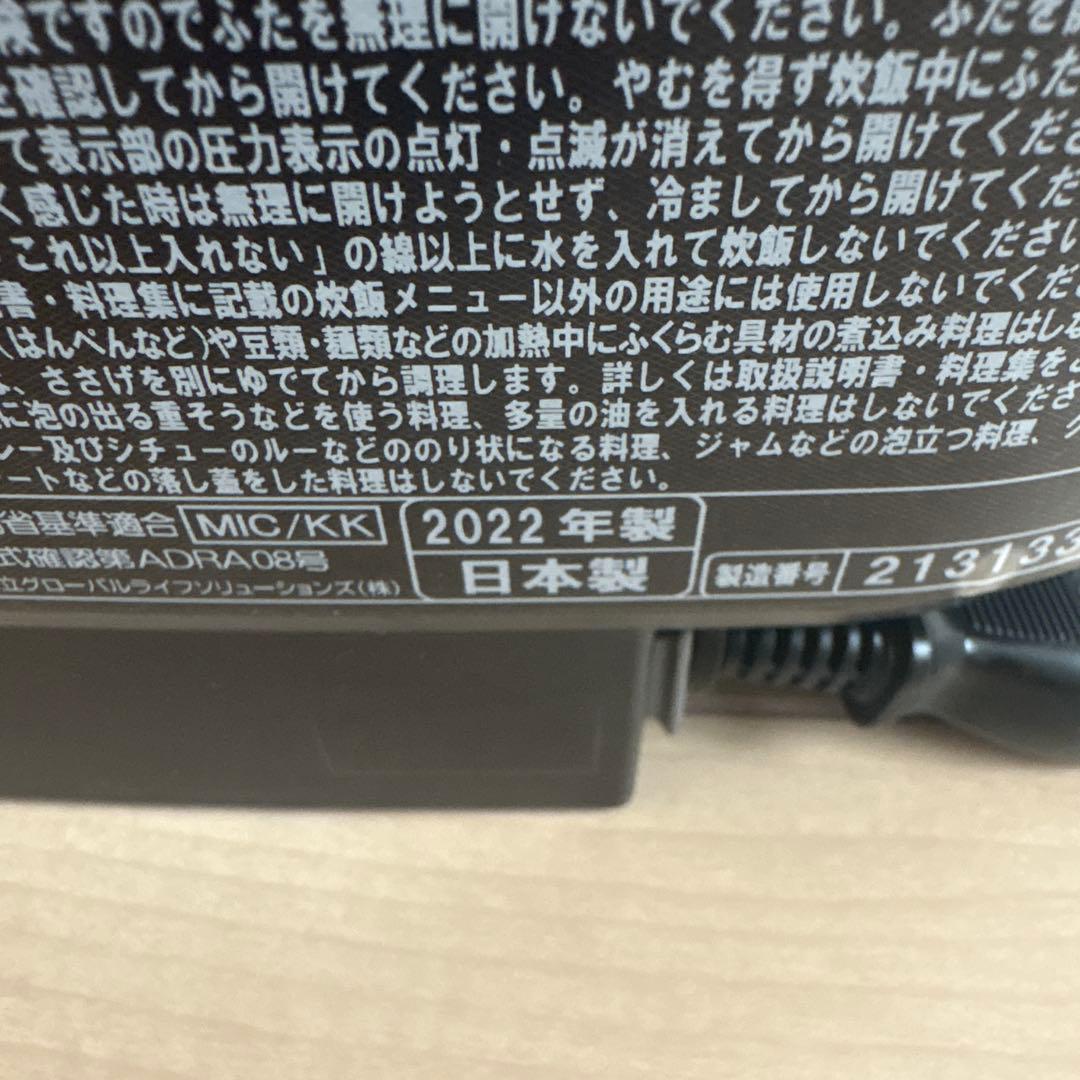 険ですのでふたを無理に開けないでください。ふたを
を確認してから開けてください。やむを得ず炊飯中にふた
て表示部の圧力表示の点灯・点滅が消えてから開けてくださ
く感じた時は無理に開けようとせず、冷ましてから開けてくだ
これ以上入れない」の線以上に水を入れて炊飯しないでください
書・料理集に記載の炊飯メニュー以外の用途には使用しないでくだ
(はんぺんなど)や豆類・麺類などの加熱中にふくらむ具材の煮込み料理はしな
、ささげを別にゆでてから調理します。詳しくは取扱説明書・料理集をよ
に泡の出る重そうなどを使う料理、多量の油を入れる料理はしないでくださ
レー及びシチューのルーなどののり状になる料理、ジャムなどの泡立つ料理、ク
ートなどの落し蓋をした料理はしないでください。
省基準適合 MIC/KK
式確認第ADRA08号
立グローバルライフソリューションズ(株)
2022年製
日本製
製造番号 213133